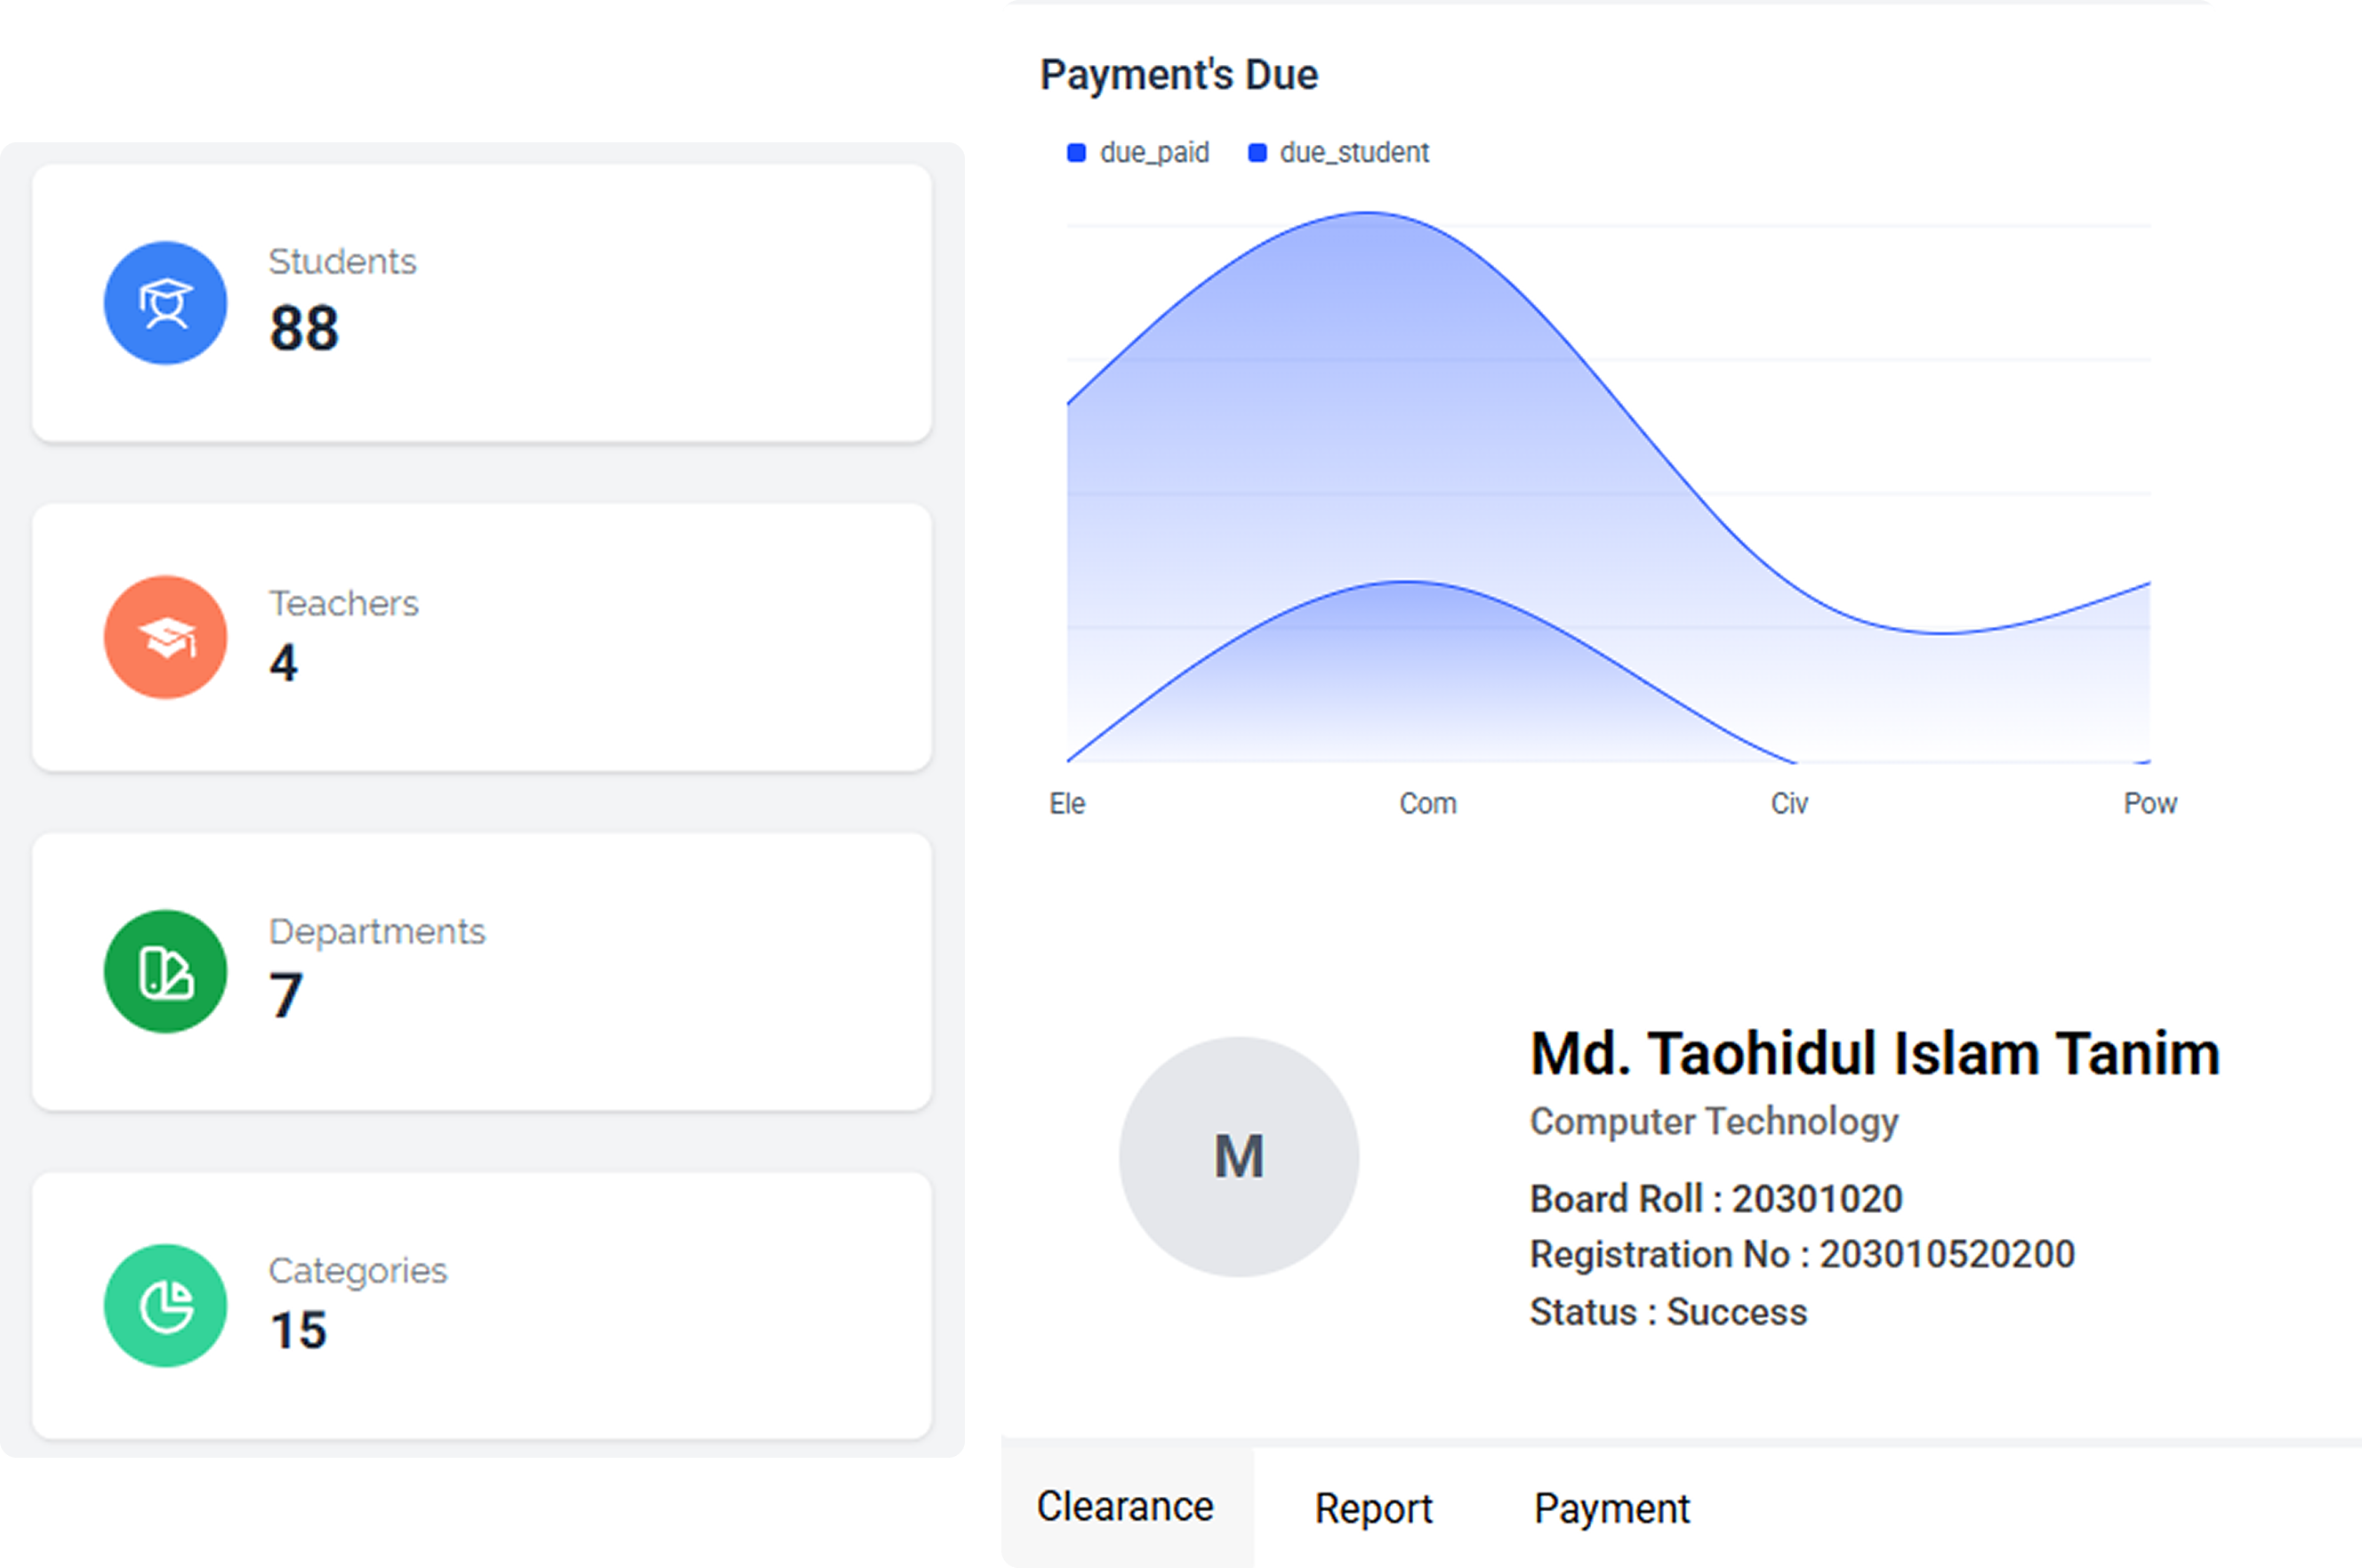 Students
88
Teachers
4
Departments
7
Categories
15
Payment's Due
due_paid due_student
Ele Com Civ Pow
M
Md. Taohidul Islam Tanim
Computer Technology
Board Roll : 20301020
Registration No : 203010520200
Status : Success
Clearance Report Payment